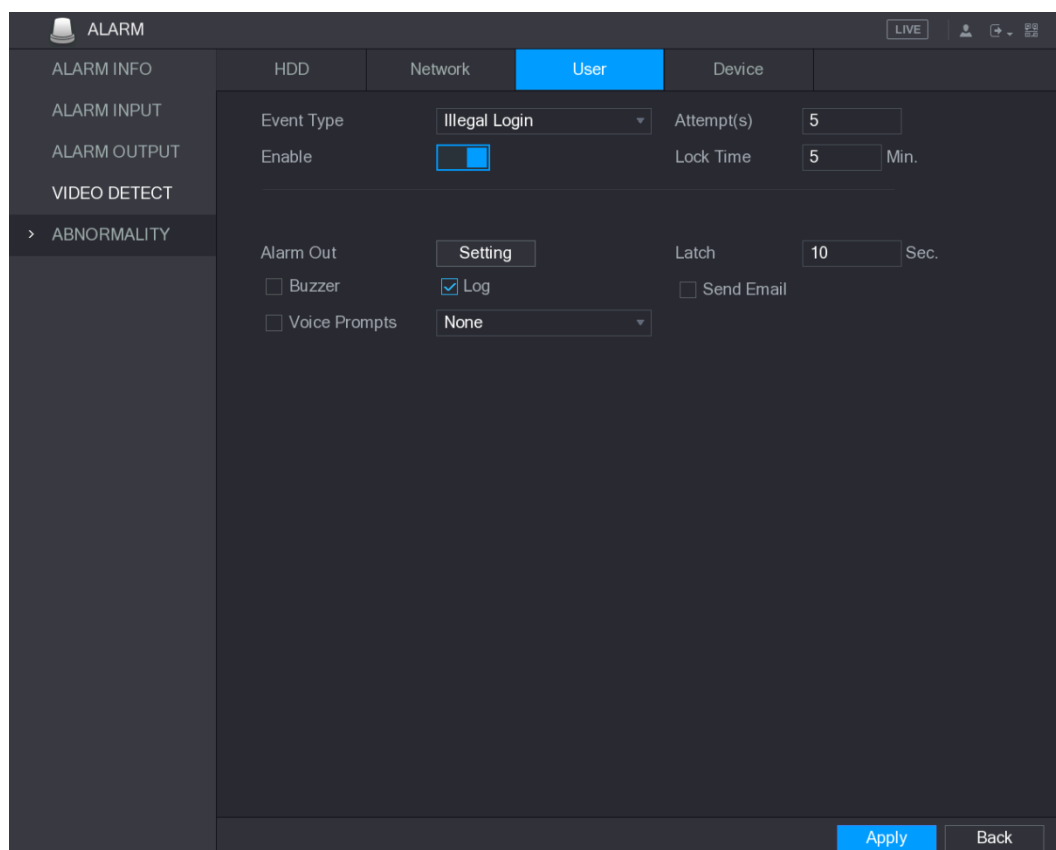 ALARM
LIVE
ALARM INFO
ALARM INPUT
ALARM OUTPUT
VIDEO DETECT
> ABNORMALITY
HDD Network User Device
Event Type Illegal Login Attempt(s) 5
Enable Lock Time 5 Min.
Alarm Out Setting Latch 10 Sec.
Buzzer Log Send Email
Voice Prompts None
Apply Back